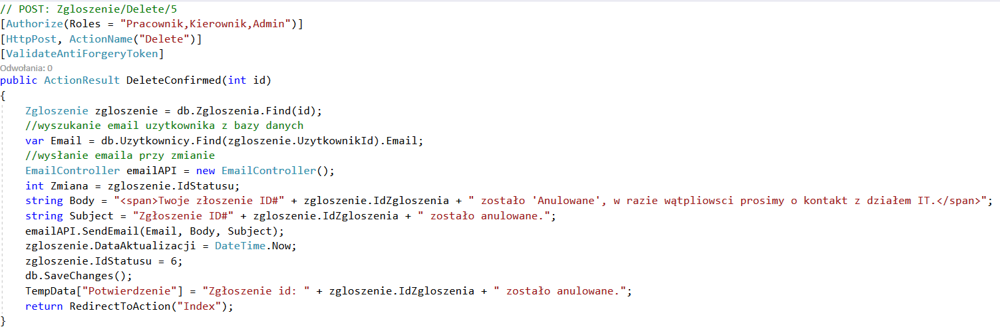 // POST: Zgloszenie/Delete/5
[Authorize(Roles = "Pracownik,Kierownik,Admin")]
[HttpPost, ActionName("Delete")]
[ValidateAntiForgeryToken]
Odwołania: 0
public ActionResult DeleteConfirmed(int id)
{
    Zgloszenie zgloszenie = db.Zgloszenia.Find(id);
    //wyszukanie email uzytkownika z bazy danych
    var Email = db.Uzytkownicy.Find(zgloszenie.UzytkownikId).Email;
    //wysłanie emaila przy zmianie
    EmailController emailAPI = new EmailController();
    int Zmiana = zgloszenie.IdStatusu;
    string Body = "<span>Twoje złoszenie ID#" + zgloszenie.IdZgloszenia + " zostało 'Anulowane', w razie wątpliowsci prosimy o kontakt z działem IT.</span>";
    string Subject = "Zgłoszenie ID#" + zgloszenie.IdZgloszenia + " zostało anulowane.";
    emailAPI.SendEmail(Email, Body, Subject);
    zgloszenie.DataAktualizacji = DateTime.Now;
    zgloszenie.IdStatusu = 6;
    db.SaveChanges();
    TempData["Potwierdzenie"] = "Zgłoszenie id: " + zgloszenie.IdZgloszenia + " zostało anulowane.";
    return RedirectToAction("Index");
}